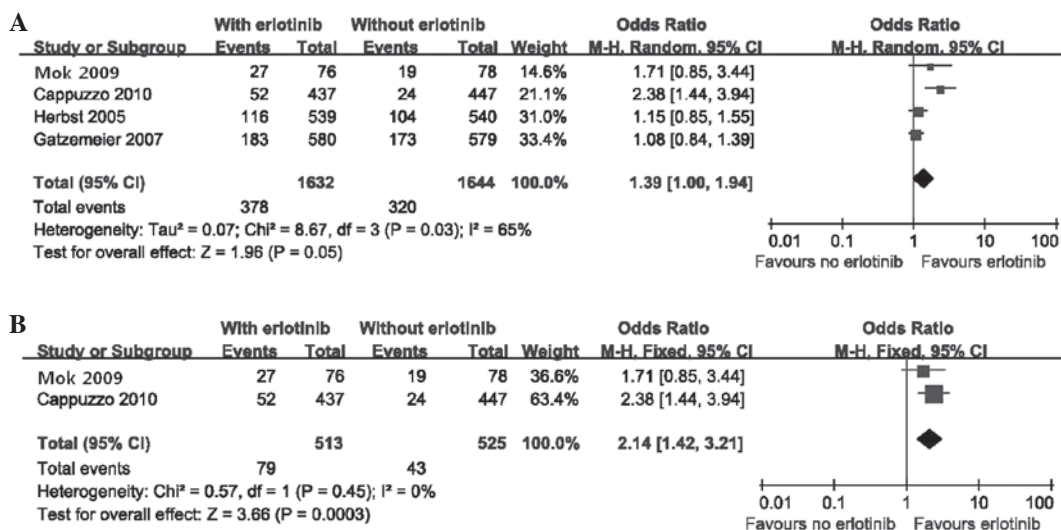 A
With erlotinib Without erlotinib Odds Ratio Odds Ratio
Study or Subgroup Events Total Events Total Weight M-H. Random. 95% CI M-H. Random. 95% CI
Mok 2009 27 76 19 78 14.6% 1.71 [0.85, 3.44]
Cappuzzo 2010 52 437 24 447 21.1% 2.38 [1.44, 3.94]
Herbst 2005 116 539 104 540 31.0% 1.15 [0.85, 1.55]
Gatzemeier 2007 183 580 173 579 33.4% 1.08 [0.84, 1.39]
Total (95% CI) 1632 1644 100.0% 1.39 [1.00, 1.94]
Total events 378 320
Heterogeneity: Tau² = 0.07; Chi² = 8.67, df = 3 (P = 0.03); I² = 65%
Test for overall effect: Z = 1.96 (P = 0.05)
0.01 0.1 1 10 100
Favours no erlotinib Favours erlotinib
B
With erlotinib Without erlotinib Odds Ratio Odds Ratio
Study or Subgroup Events Total Events Total Weight M-H. Fixed. 95% CI M-H. Fixed. 95% CI
Mok 2009 27 76 19 78 36.6% 1.71 [0.85, 3.44]
Cappuzzo 2010 52 437 24 447 63.4% 2.38 [1.44, 3.94]
Total (95% CI) 513 525 100.0% 2.14 [1.42, 3.21]
Total events 79 43
Heterogeneity: Chi² = 0.57, df = 1 (P = 0.45); I² = 0%
Test for overall effect: Z = 3.66 (P = 0.0003)
0.01 0.1 1 10 100
Favours no erlotinib Favours erlotinib